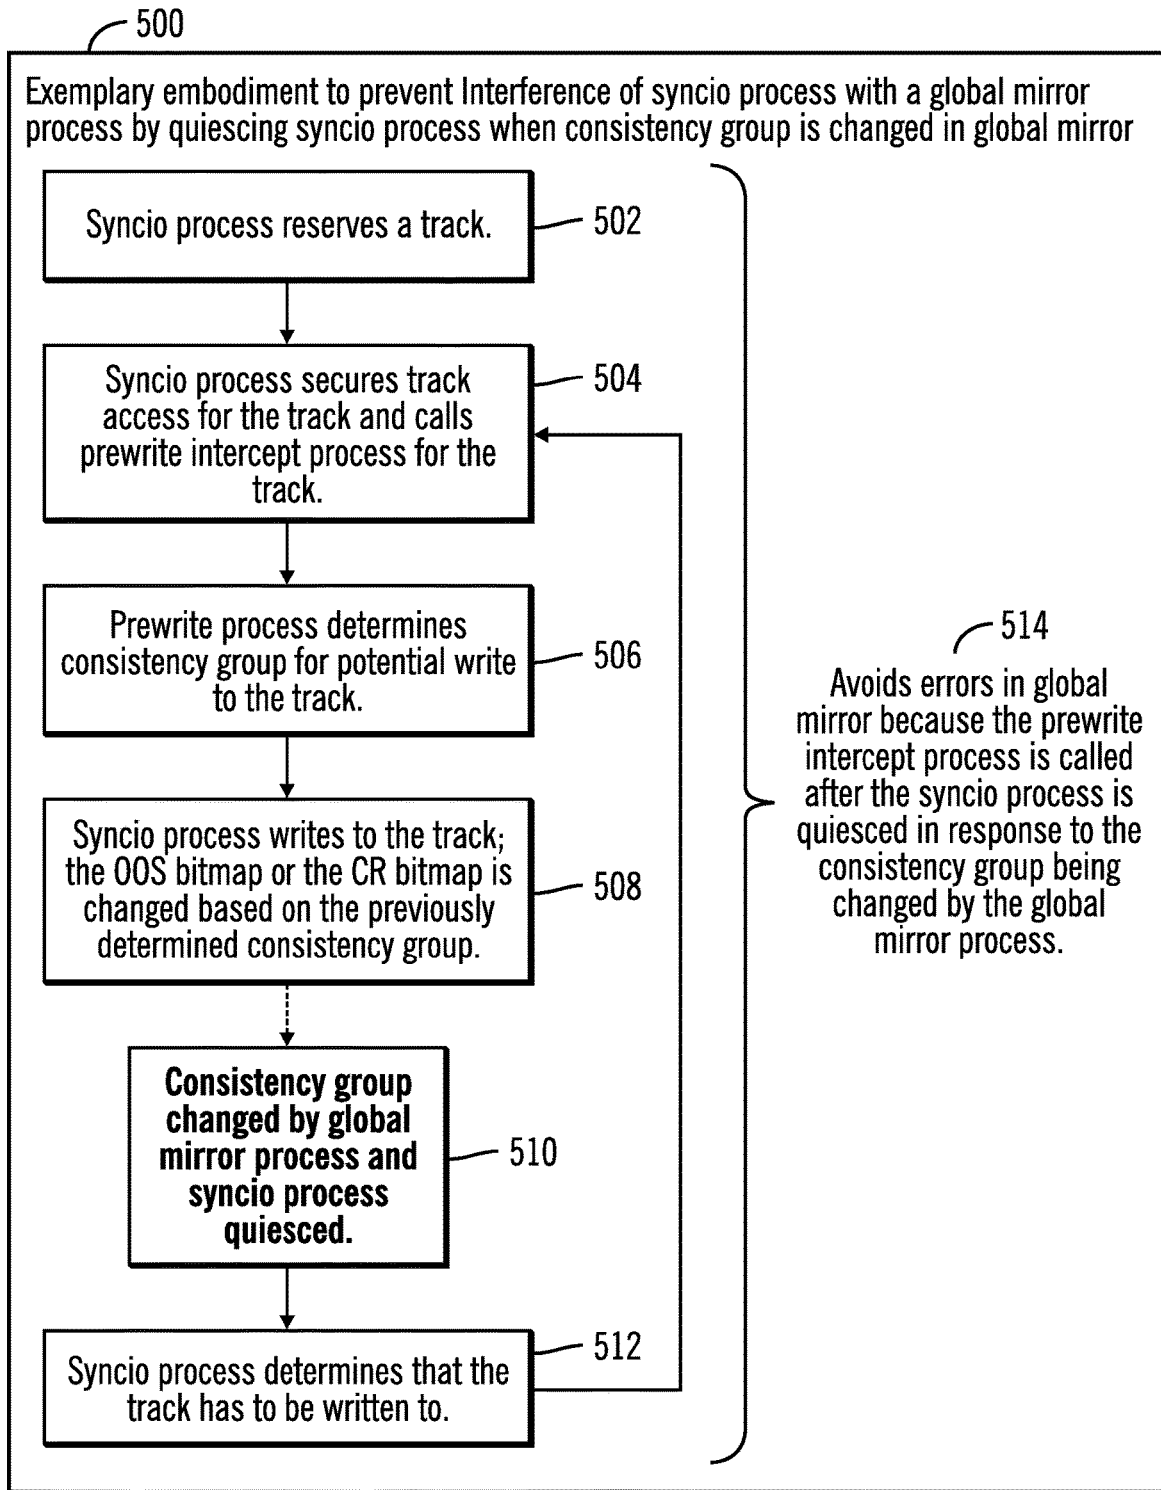 500
Exemplary embodiment to prevent Interference of syncio process with a global mirror
process by quiescing syncio process when consistency group is changed in global mirror
Syncio process reserves a track.
502
Syncio process secures track
access for the track and calls
prewrite intercept process for the
track.
504
Prewrite process determines
consistency group for potential write
to the track.
506
Syncio process writes to the track;
the OOS bitmap or the CR bitmap is
changed based on the previously
determined consistency group.
508
Consistency group
changed by global
mirror process and
syncio process
quiesced.
510
Syncio process determines that the
track has to be written to.
512
514
Avoids errors in global
mirror because the prewrite
intercept process is called
after the syncio process is
quiesced in response to the
consistency group being
changed by the global
mirror process.